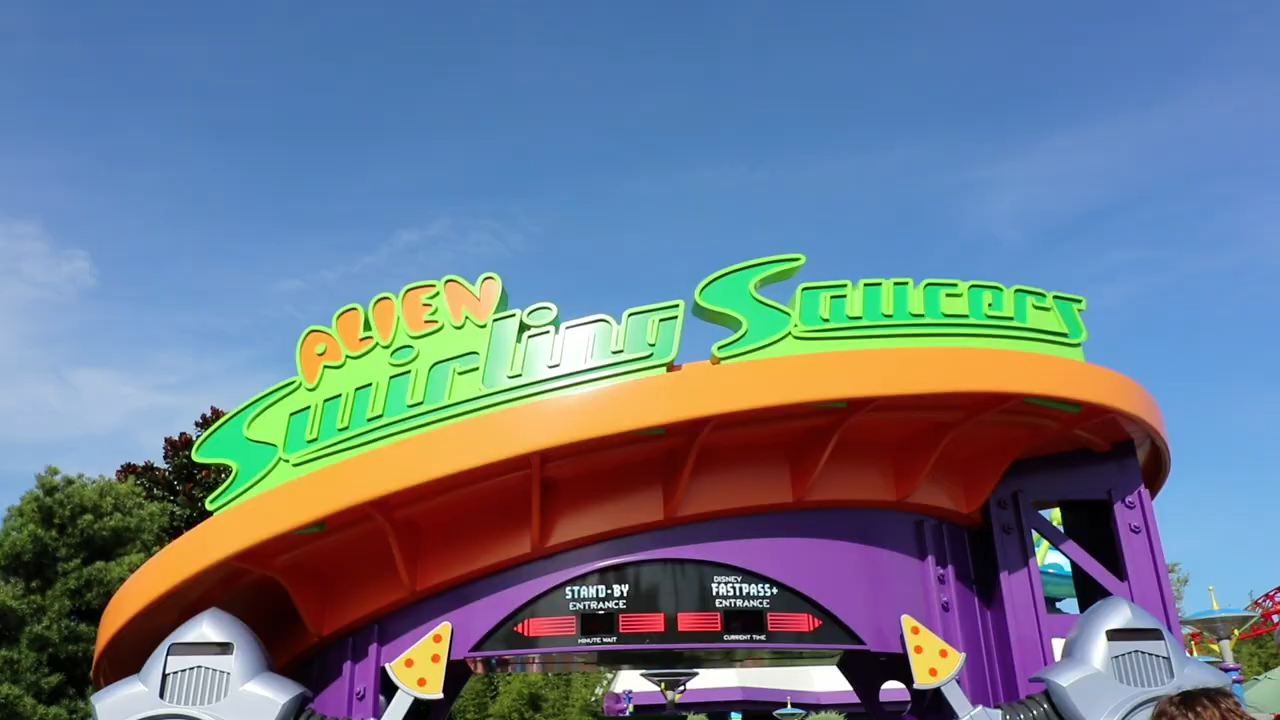 ALIEN
Swirling Saucers
STAND-BY
ENTRANCE
MINUTE WAIT
DISNEY
FASTPASS+
ENTRANCE
CURRENT TIME